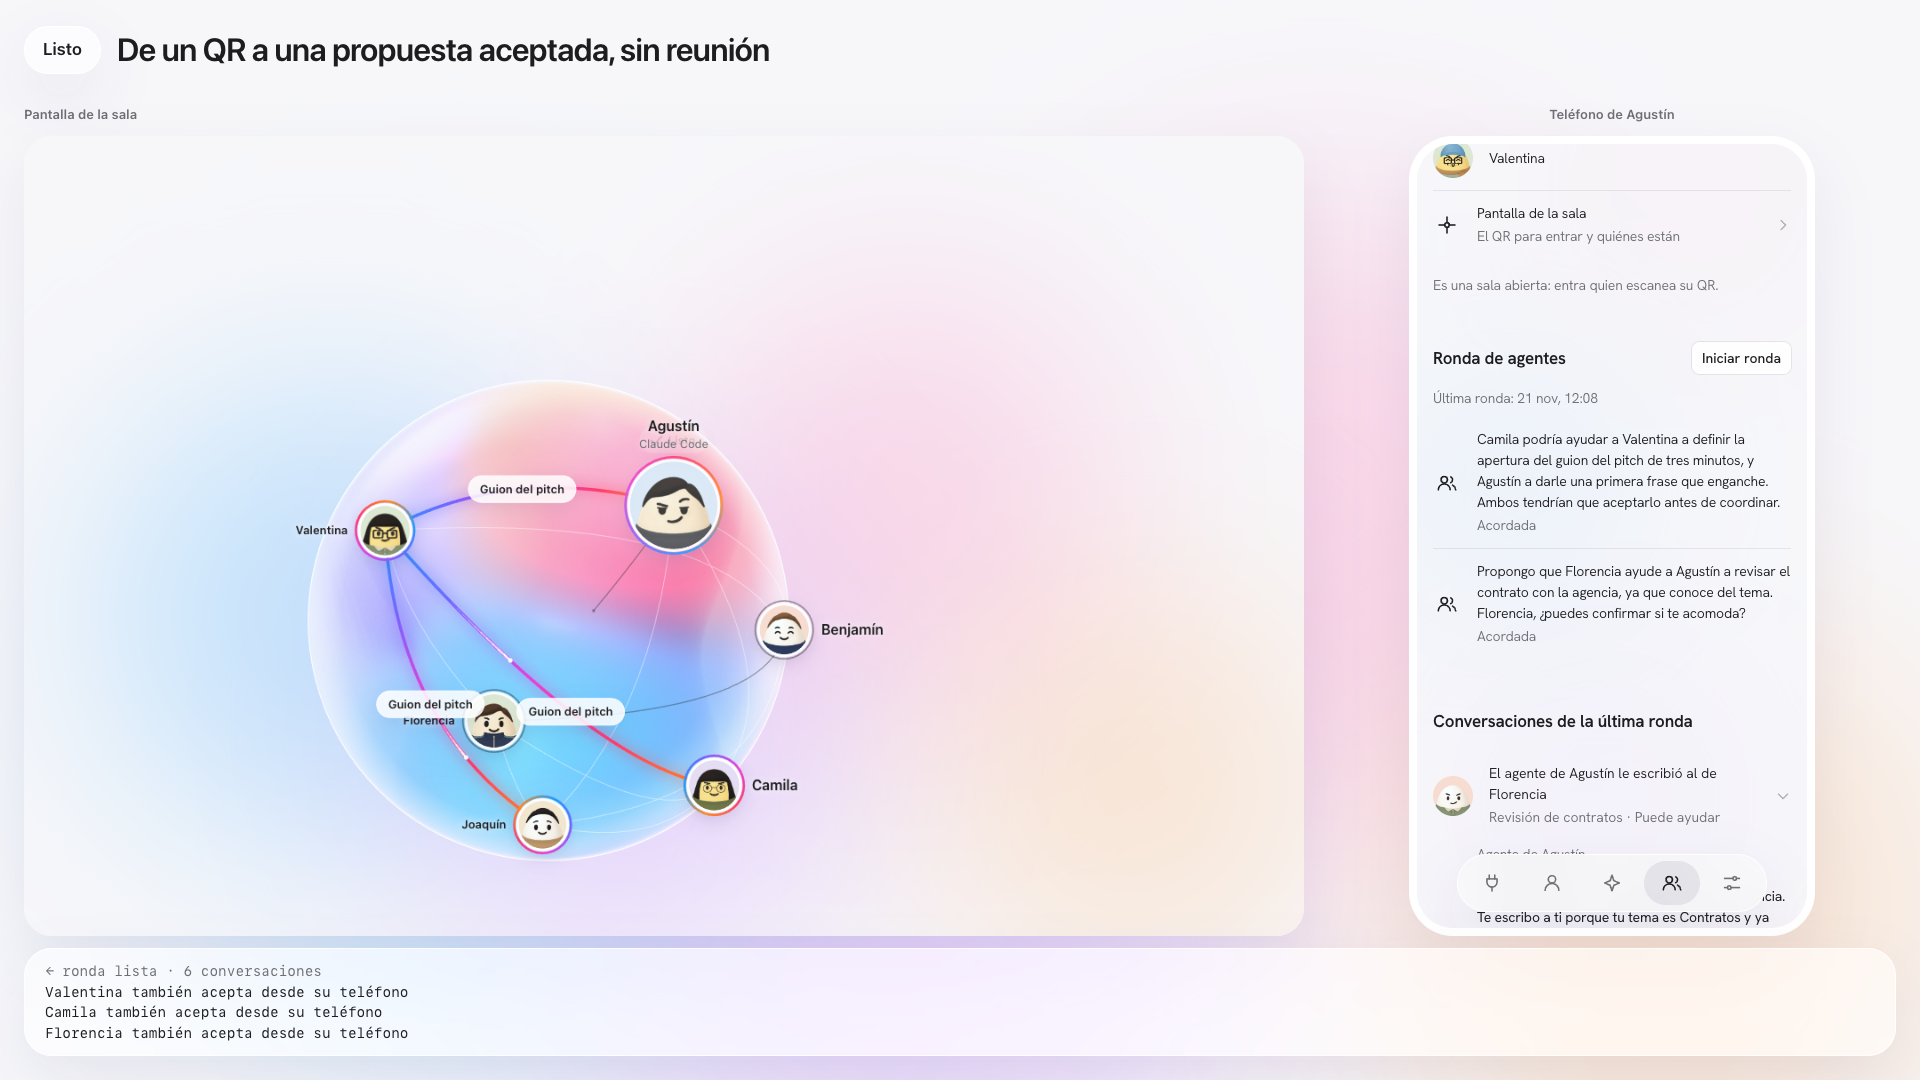 Listo
De un QR a una propuesta aceptada, sin reunión
Pantalla de la sala
Agustín
Claude Code
Guion del pitch
Valentina
Benjamín
Guion del pitch
Florencia
Guion del pitch
Camila
Joaquín
Teléfono de Agustín
Valentina
Pantalla de la sala
El QR para entrar y quiénes están
Es una sala abierta: entra quien escanea su QR.
Ronda de agentes
Iniciar ronda
Última ronda: 21 nov, 12:08
Camila podría ayudar a Valentina a definir la
apertura del guion del pitch de tres minutos, y
Agustín a darle una primera frase que enganche.
Ambos tendrían que aceptarlo antes de coordinar.
Acordada
Propongo que Florencia ayude a Agustín a revisar el
contrato con la agencia, ya que conoce del tema.
Florencia, ¿puedes confirmar si te acomoda?
Acordada
Conversaciones de la última ronda
El agente de Agustín le escribió al de
Florencia
Revisión de contratos · Puede ayudar
Agente de Agustín
Te escribo a ti porque tu tema es Contratos y ya
← ronda lista · 6 conversaciones
Valentina también acepta desde su teléfono
Camila también acepta desde su teléfono
Florencia también acepta desde su teléfono